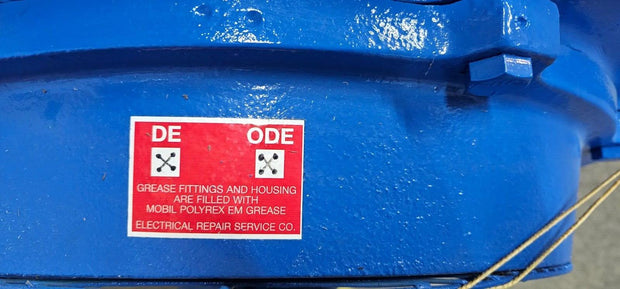 DE ODE
GREASE FITTINGS AND HOUSING
ARE FILLED WITH
MOBIL POLYREX EM GREASE
ELECTRICAL REPAIR SERVICE CO.